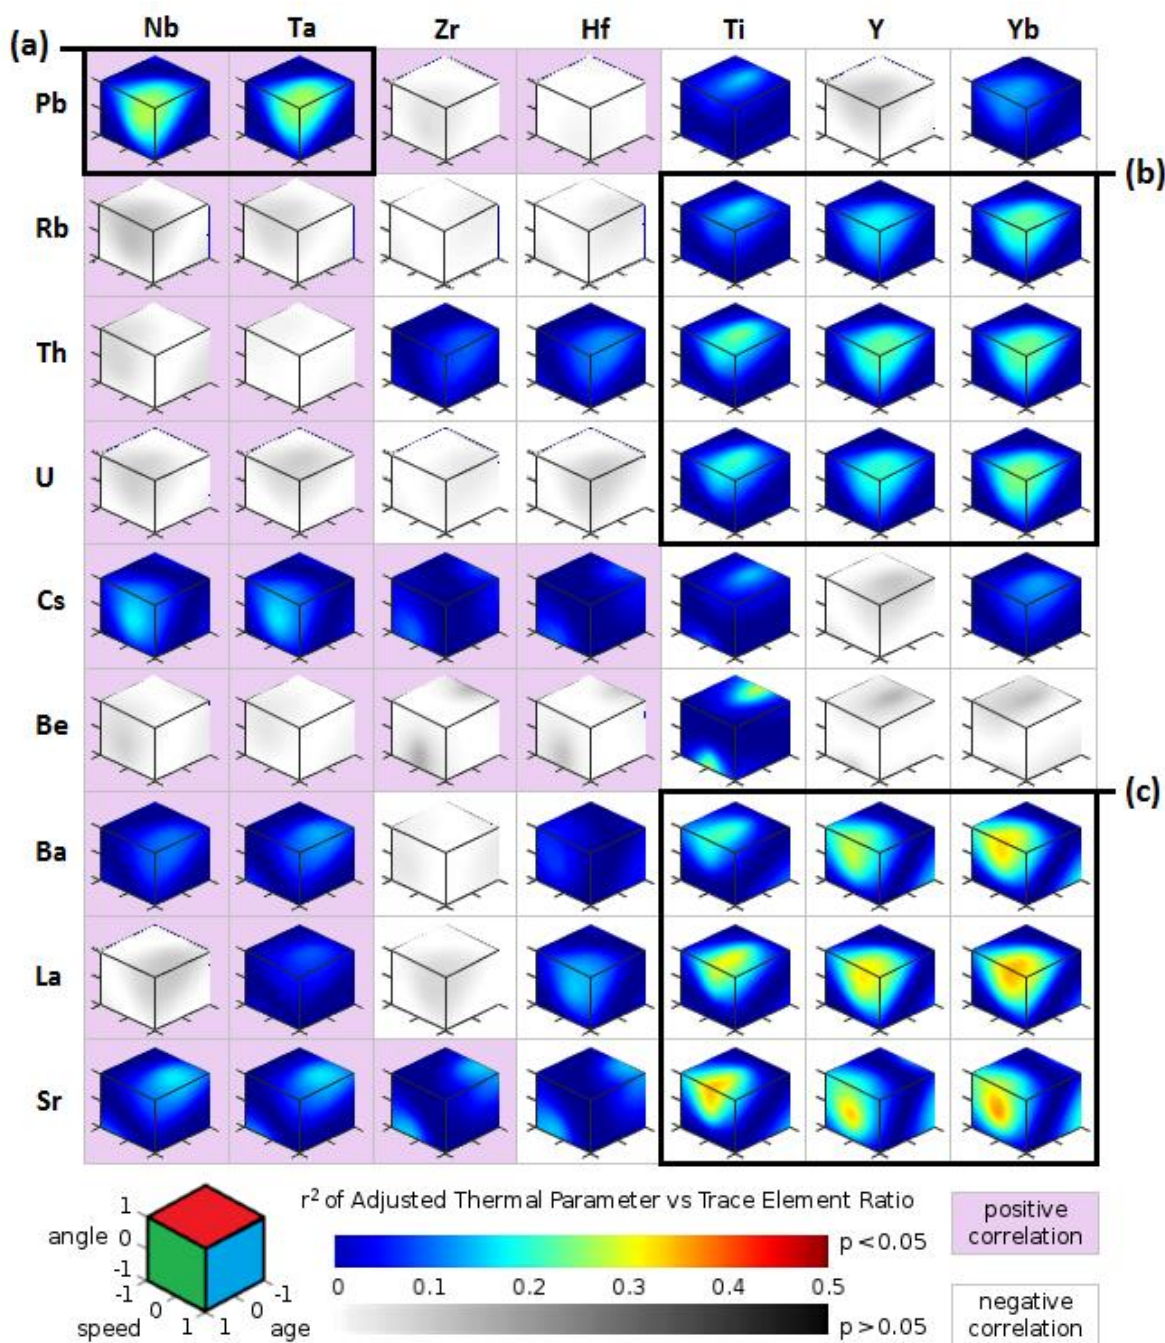 Nb Ta Zr Hf Ti Y Yb
(a)
Pb
(b)
Rb
Th
U
Cs
Be
(c)
Ba
La
Sr
r² of Adjusted Thermal Parameter vs Trace Element Ratio
positive
correlation
1
angle 0
-1
-1 0 1
speed
1 0 -1
age
p < 0.05
0 0.1 0.2 0.3 0.4 0.5
p > 0.05
negative
correlation